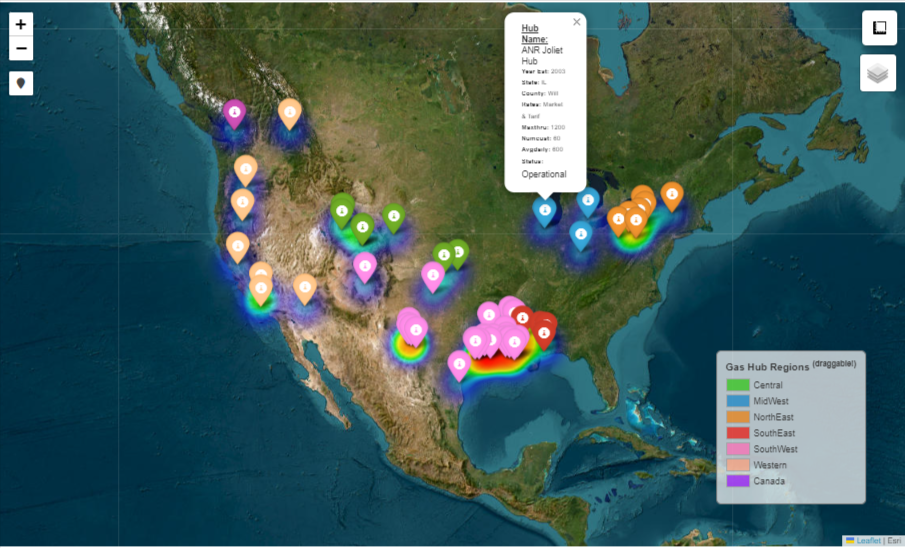 +
−
×
Hub
Name:
ANR Joliet
Hub
Year bat: 2003
State: IL
County: Will
Rates: Market
& Tarif
Maxthru: 1200
Numcust: 60
Avgdaily: 600
Status:
Operational
Gas Hub Regions (draggable!)
Central
MidWest
NorthEast
SouthEast
SouthWest
Western
Canada
Leaflet | Esri